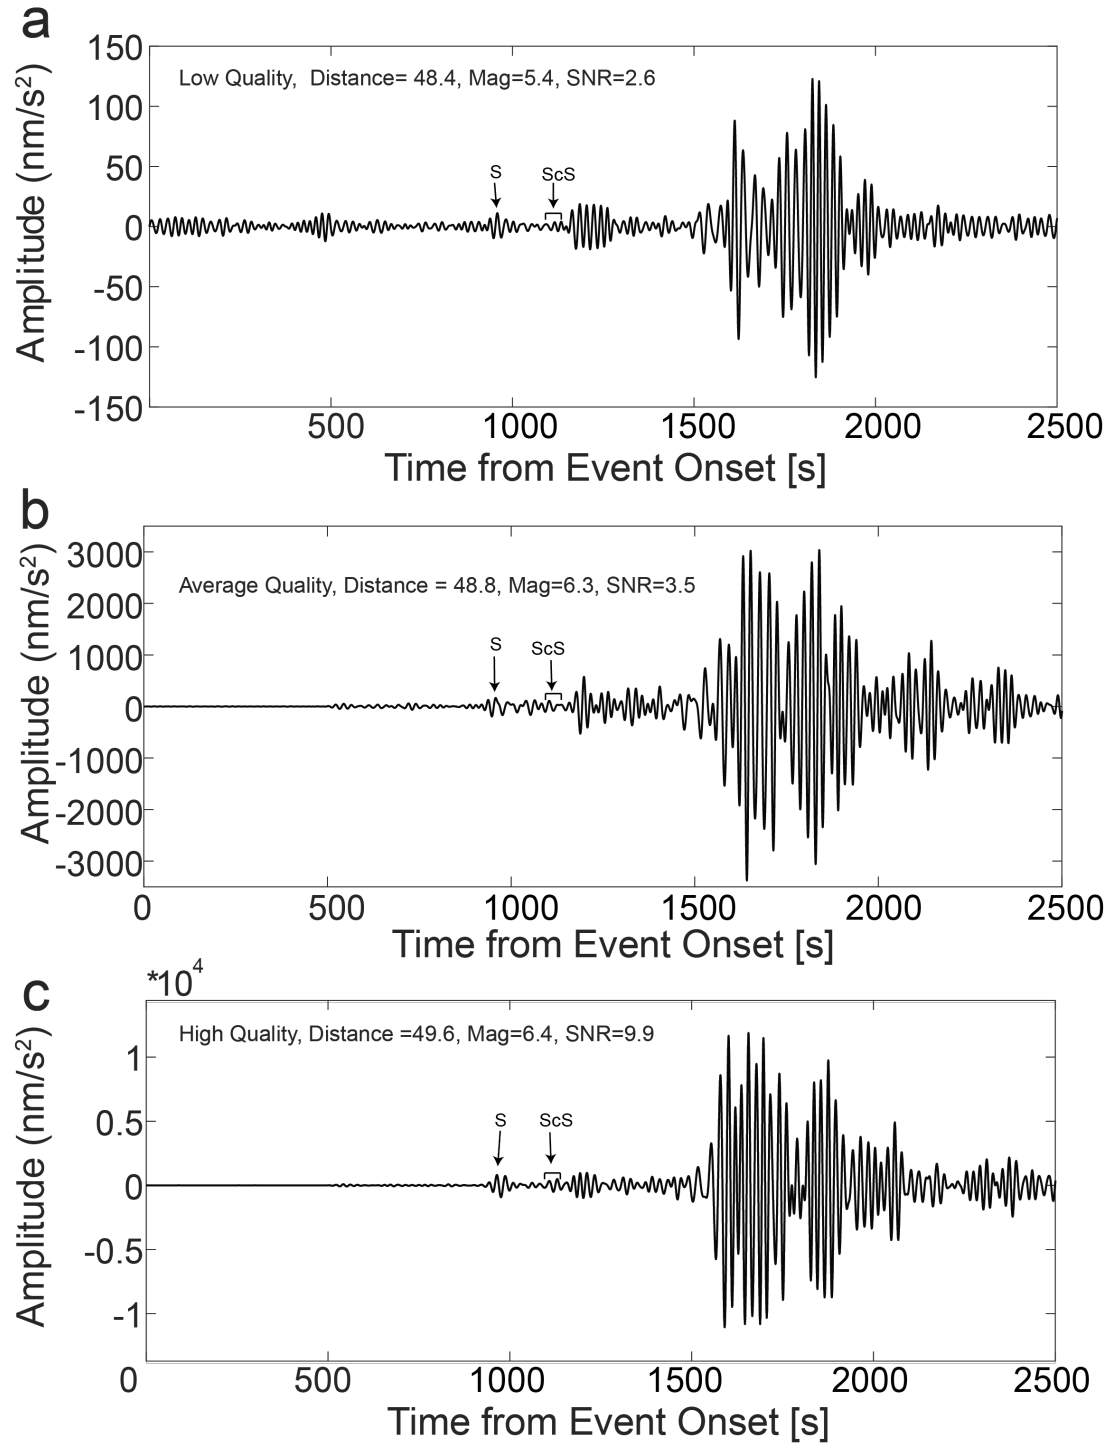 a
Low Quality, Distance= 48.4, Mag=5.4, SNR=2.6
150
100
50
0
-50
-100
-150
Amplitude (nm/s²)
S
ScS
500 1000 1500 2000 2500
Time from Event Onset [s]
b
Average Quality, Distance = 48.8, Mag=6.3, SNR=3.5
3000
2000
1000
0
-1000
-2000
-3000
Amplitude (nm/s²)
S
ScS
0 500 1000 1500 2000 2500
Time from Event Onset [s]
c
*10⁴
High Quality, Distance =49.6, Mag=6.4, SNR=9.9
1
0.5
0
-0.5
-1
Amplitude (nm/s²)
S
ScS
0 500 1000 1500 2000 2500
Time from Event Onset [s]